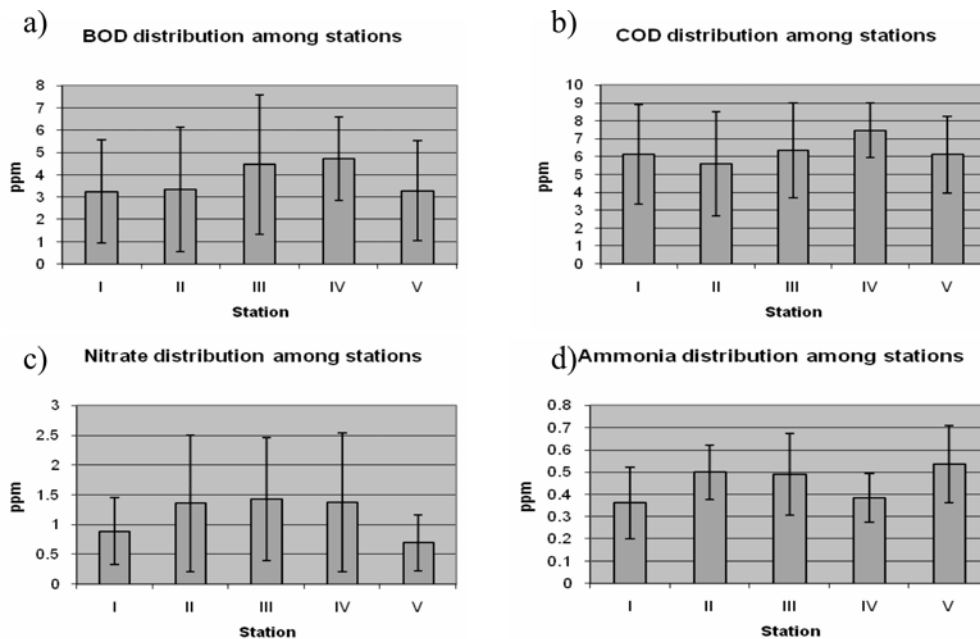 a)
BOD distribution among stations
8
7
6
5
4
3
2
1
0
ppm
I II III IV V
Station
b)
COD distribution among stations
10
9
8
7
6
5
4
3
2
1
0
ppm
I II III IV V
Station
c)
Nitrate distribution among stations
3
2.5
2
1.5
1
0.5
0
ppm
I II III IV V
Station
d)
Ammonia distribution among stations
0.8
0.7
0.6
0.5
0.4
0.3
0.2
0.1
0
ppm
I II III IV V
Station